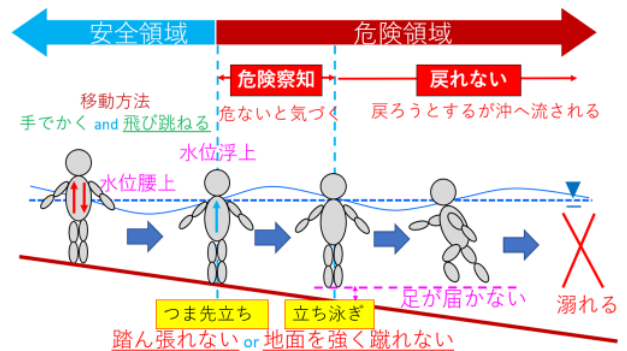 安全領域
危険領域
危険察知
戻れない
移動方法
危ないと気づく
戻ろうとするが沖へ流される
手でかく and 飛び跳ねる
水位浮上
水位腰上
足が届かない
溺れる
つま先立ち
立ち泳ぎ
踏ん張れない or 地面を強く蹴れない